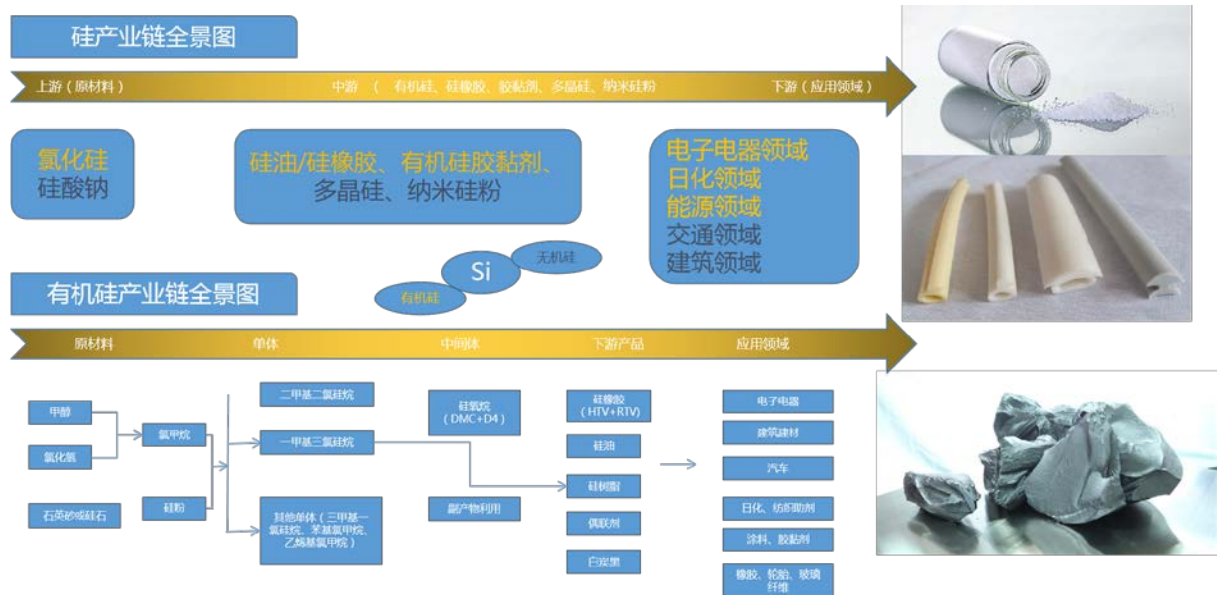 硅产业链全景图
上游（原材料）
中游 （ 有机硅、硅橡胶、胶黏剂、多晶硅、纳米硅粉
下游（应用领域）
氯化硅
硅酸钠
硅油/硅橡胶、有机硅胶黏剂、
多晶硅、纳米硅粉
电子电器领域
日化领域
能源领域
交通领域
建筑领域
无机硅
Si
有机硅
有机硅产业链全景图
原材料
单体
中间体
下游产品
应用领域
甲醇
氯化氢
石英砂或硅石
氯甲烷
硅粉
二甲基二氯硅烷
一甲基三氯硅烷
其他单体（三甲基一
氯硅烷、苯基氯甲烷、
乙烯基氯甲烷）
硅氧烷
（DMC+D4）
副产物利用
硅橡胶
（HTV+RTV)
硅油
硅树脂
偶联剂
白炭黑
电子电器
建筑建材
汽车
日化、纺织助剂
涂料、胶黏剂
橡胶、轮胎、玻璃
纤维